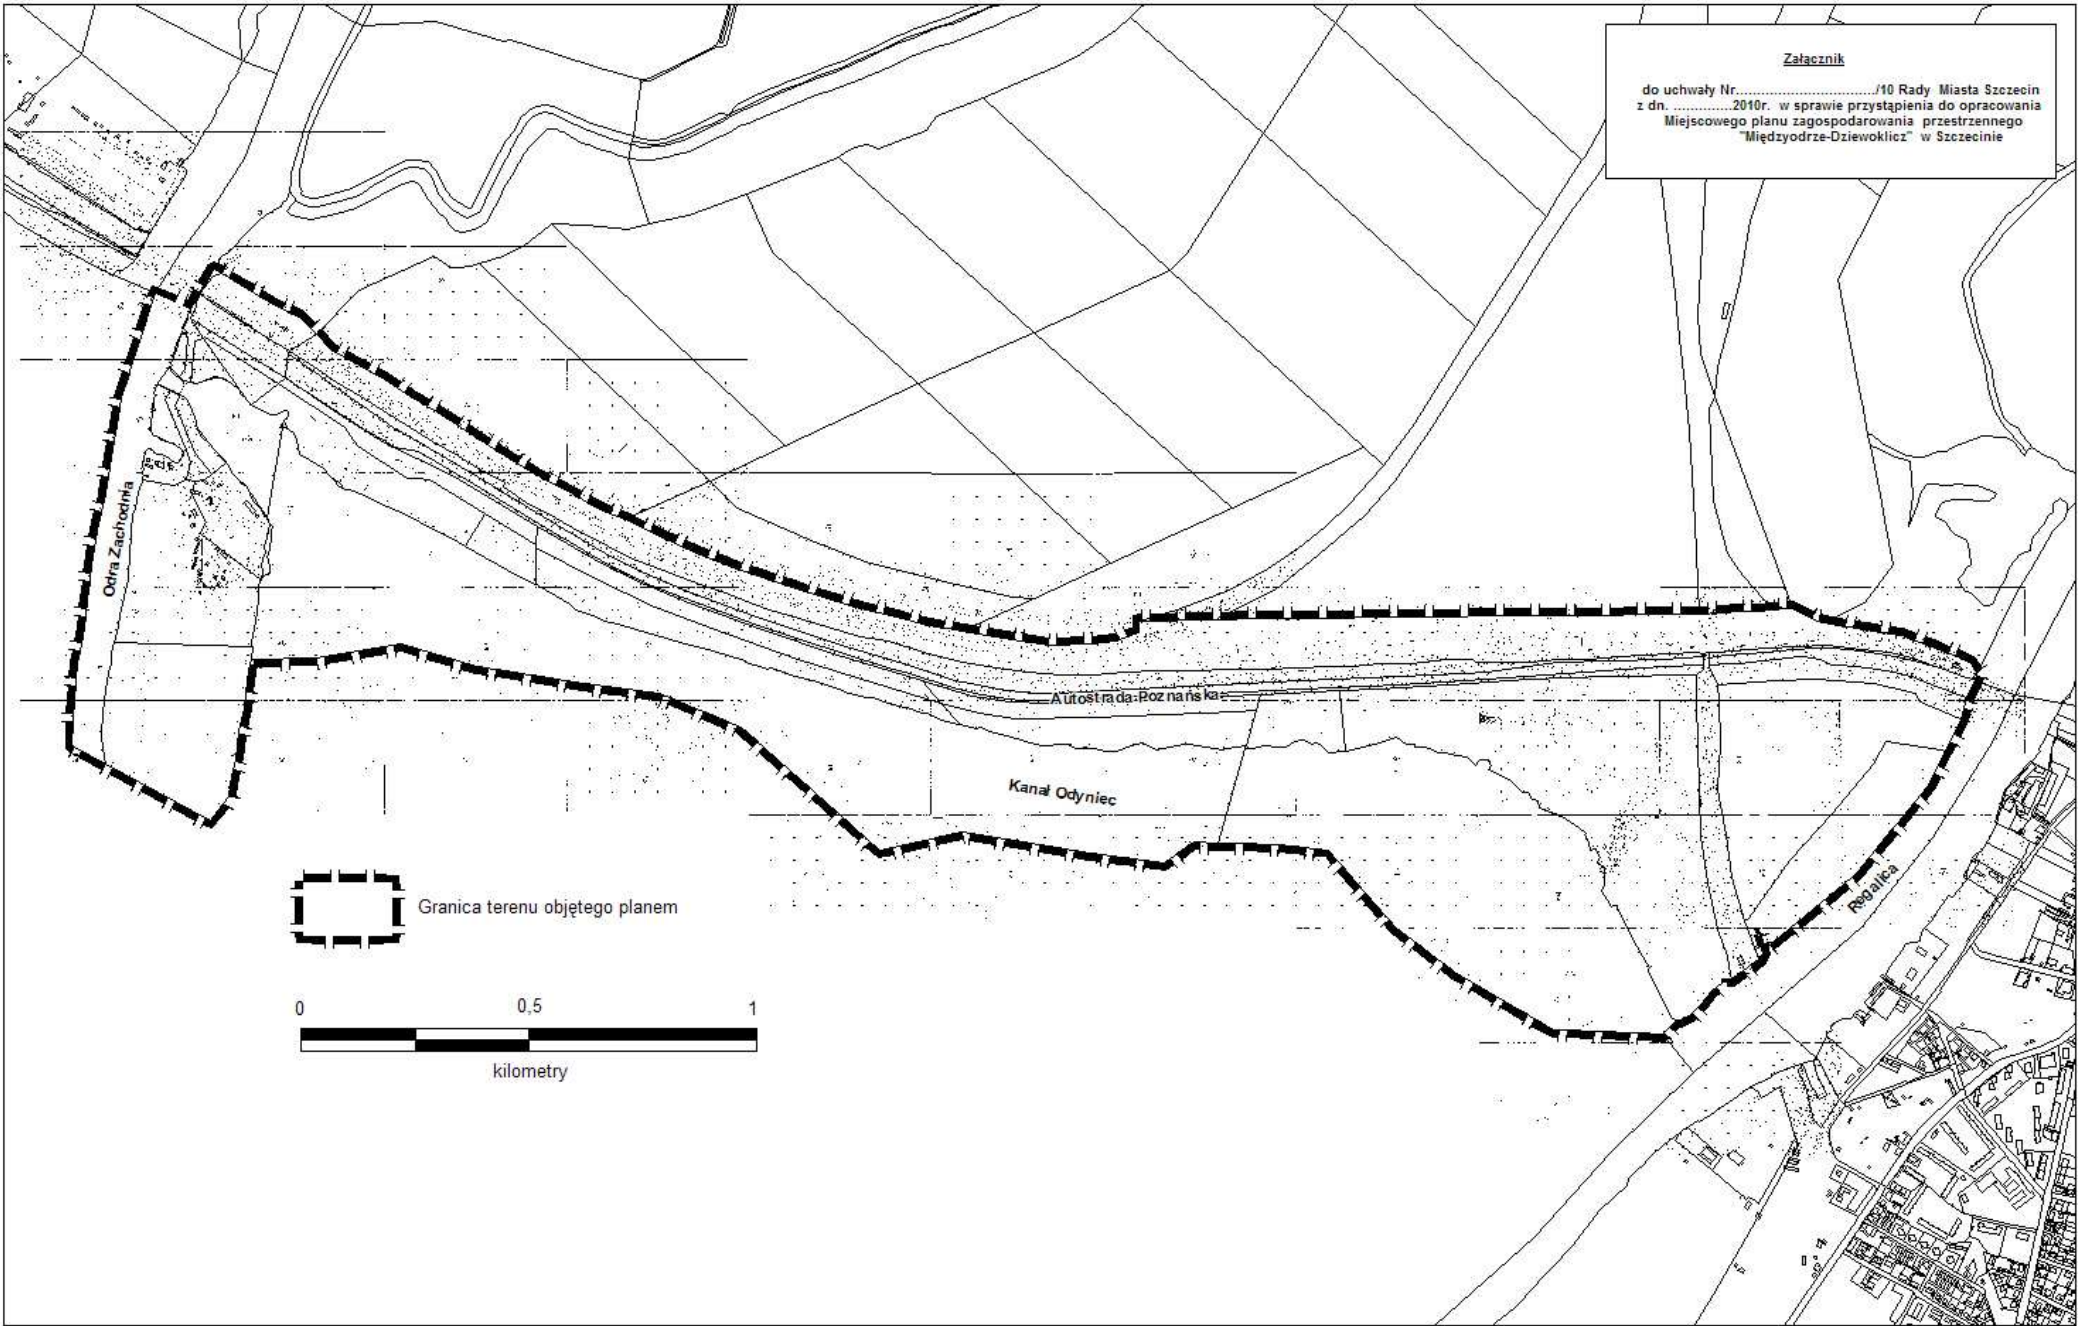 Załącznik
do uchwały Nr................................./10 Rady Miasta Szczecin
z dn. ..............2010r. w sprawie przystąpienia do opracowania
Miejscowego planu zagospodarowania przestrzennego
"Międzyodrze-Dziewoklicz" w Szczecinie
Odra Zachodnia
Autostrada Poznańska
Kanał Odyniec
Regalica
Granica terenu objętego planem
0 0,5 1
kilometry